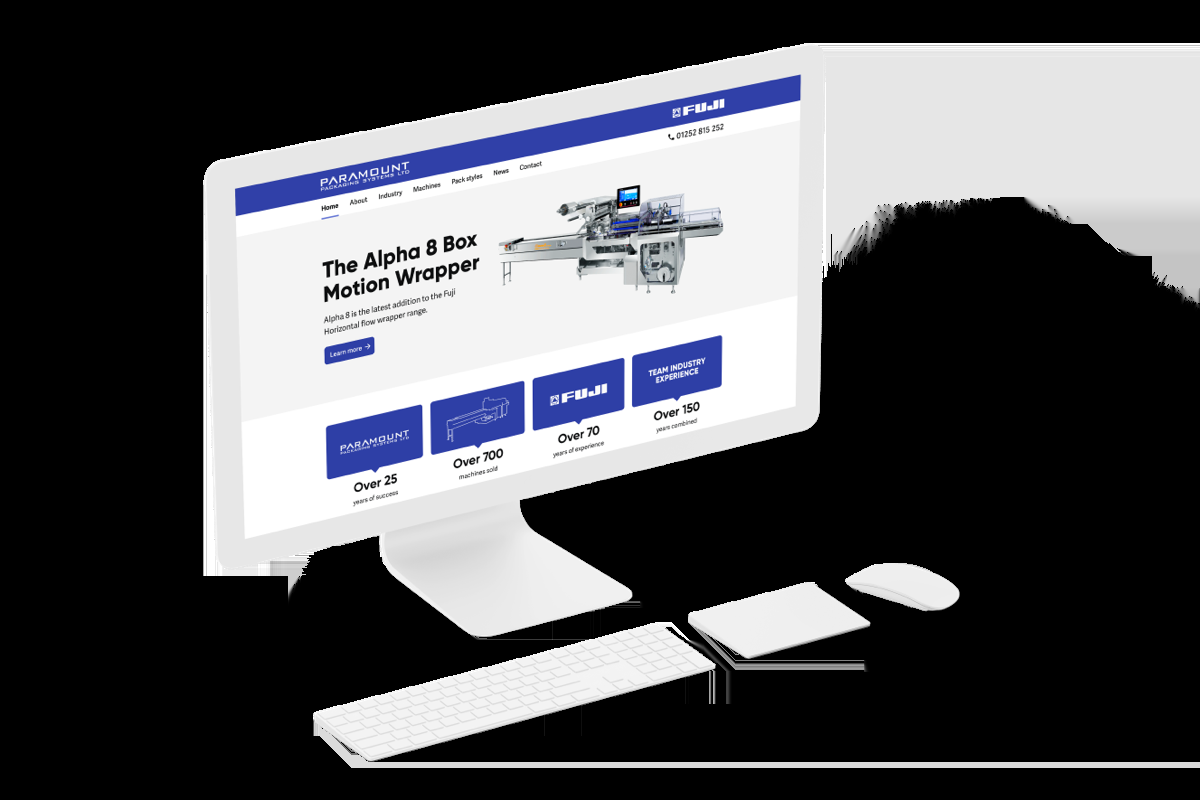 FUJI
01252 815 252
PARAMOUNT
PACKAGING SYSTEMS LTD
Home About Industry Machines Pack styles News Contact
The Alpha 8 Box
Motion Wrapper
Alpha 8 is the latest addition to the Fuji
Horizontal flow wrapper range.
Learn more
PARAMOUNT
PACKAGING SYSTEMS LTD
Over 25
years of success
Over 700
machines sold
FUJI
Over 70
years of experience
TEAM INDUSTRY
EXPERIENCE
Over 150
years combined